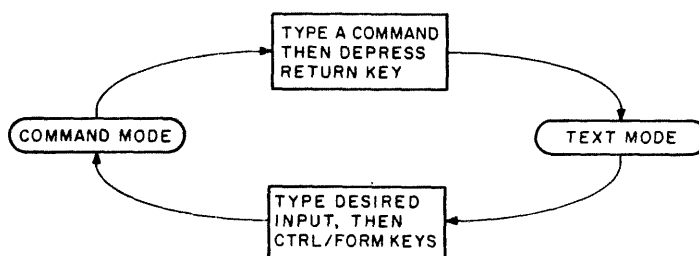 TYPE A COMMAND
THEN DEPRESS
RETURN KEY
COMMAND MODE
TEXT MODE
TYPE DESIRED
INPUT, THEN
CTRL/FORM KEYS